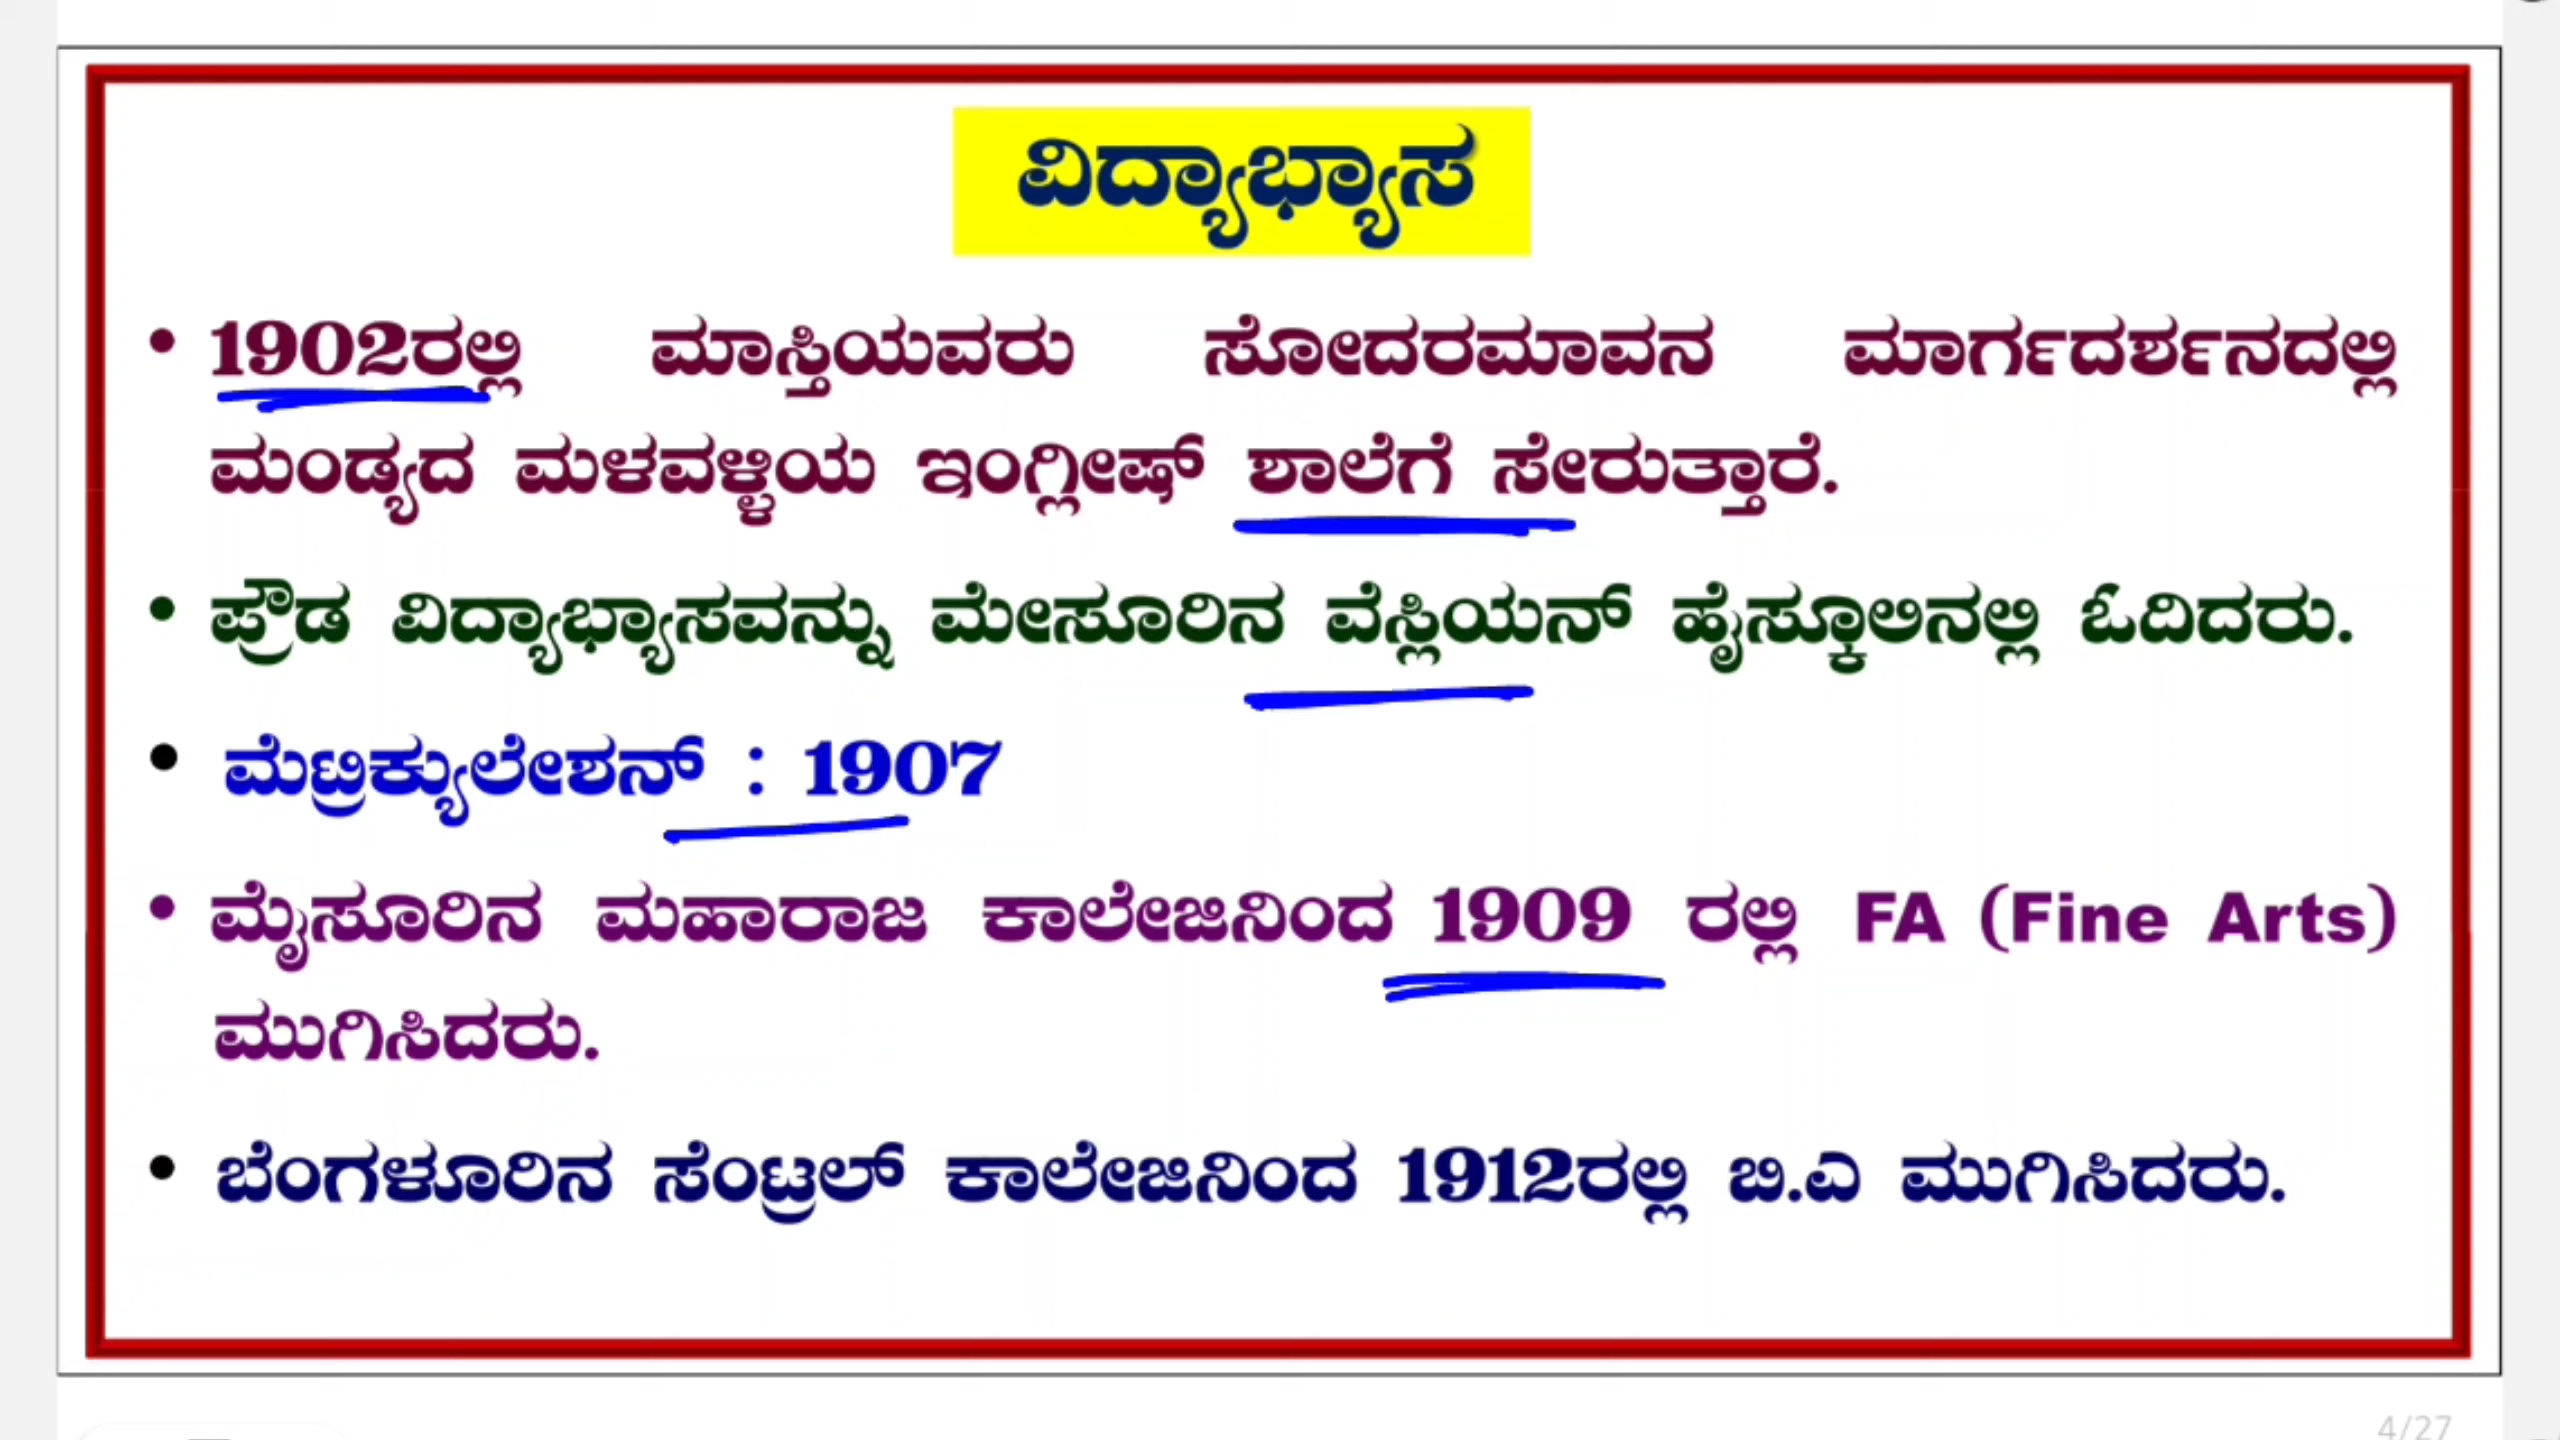 ವಿದ್ಯಾಭ್ಯಾಸ
• 1902ರಲ್ಲಿ ಮಾಸ್ತಿಯವರು ಸೋದರಮಾವನ ಮಾರ್ಗದರ್ಶನದಲ್ಲಿ
ಮಂಡ್ಯದ ಮಳವಳ್ಳಿಯ ಇಂಗ್ಲೀಷ್ ಶಾಲೆಗೆ ಸೇರುತ್ತಾರೆ.
• ಪ್ರೌಢ ವಿದ್ಯಾಭ್ಯಾಸವನ್ನು ಮೇಸೂರಿನ ವೆಸ್ಲಿಯನ್ ಹೈಸ್ಕೂಲಿನಲ್ಲಿ ಓದಿದರು.
• ಮೆಟ್ರಿಕ್ಯುಲೇಶನ್ : 1907
• ಮೈಸೂರಿನ ಮಹಾರಾಜ ಕಾಲೇಜಿನಿಂದ 1909 ರಲ್ಲಿ FA (Fine Arts)
ಮುಗಿಸಿದರು.
• ಬೆಂಗಳೂರಿನ ಸೆಂಟ್ರಲ್ ಕಾಲೇಜಿನಿಂದ 1912ರಲ್ಲಿ ಬಿ.ಎ ಮುಗಿಸಿದರು.
4/27